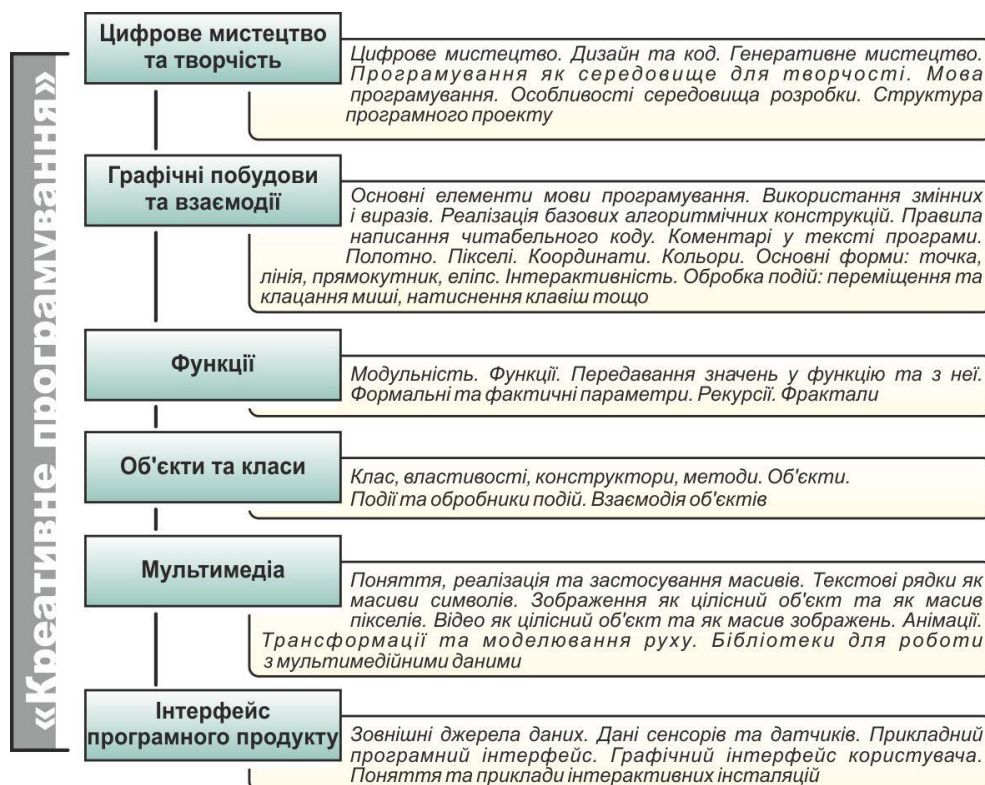 «Креативне програмування»
Цифрове мистецтво
та творчість
Цифрове мистецтво. Дизайн та код. Генеративне мистецтво.
Програмування як середовище для творчості. Мова
програмування. Особливості середовища розробки. Структура
програмного проекту
Графічні побудови
та взаємодії
Основні елементи мови програмування. Використання змінних
і виразів. Реалізація базових алгоритмічних конструкцій. Правила
написання читабельного коду. Коментарі у тексті програми.
Полотно. Пікселі. Координати. Кольори. Основні форми: точка,
лінія, прямокутник, еліпс. Інтерактивність. Обробка подій: переміщення та
клацання миші, натиснення клавіш тощо
Функції
Модульність. Функції. Передавання значень у функцію та з неї.
Формальні та фактичні параметри. Рекурсії. Фрактали
Об'єкти та класи
Клас, властивості, конструктори, методи. Об'єкти.
Події та обробники подій. Взаємодія об'єктів
Мультимедіа
Поняття, реалізація та застосування масивів. Текстові рядки як
масиви символів. Зображення як цілісний об'єкт та як масив
пікселів. Відео як цілісний об'єкт та як масив зображень. Анімації.
Трансформації та моделювання руху. Бібліотеки для роботи
з мультимедійними даними
Інтерфейс
програмного продукту
Зовнішні джерела даних. Дані сенсорів та датчиків. Прикладний
програмний інтерфейс. Графічний інтерфейс користувача.
Поняття та приклади інтерактивних інсталяцій